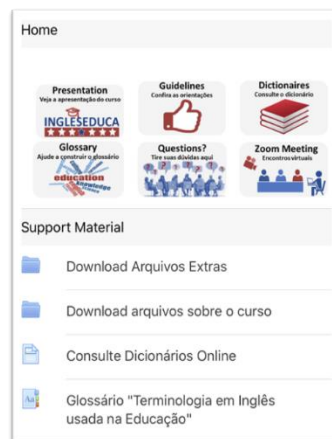 Home
Presentation
Veja a apresentação do curso
INGLESEDUCA
Guidelines
Confira as orientações
Dictionaires
Consulte o dicionário
Glossary
Ajude a construir o glossário
education
knowledge
Questions?
Tire suas dúvidas aqui
Zoom Meeting
Encontros virtuais
Support Material
Download Arquivos Extras
Download arquivos sobre o curso
Consulte Dicionários Online
Aa
Glossário "Terminologia em Inglês
usada na Educação"